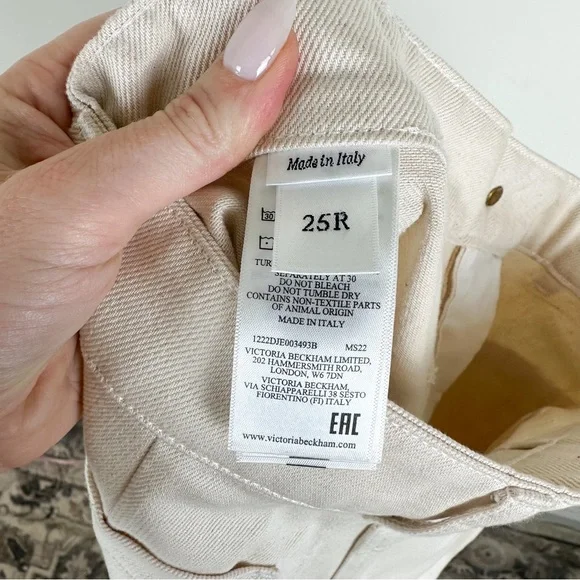 Made in Italy
25R
30
TUR
SEPARATELY AT 30
DO NOT BLEACH
DO NOT TUMBLE DRY
CONTAINS NON-TEXTILE PARTS
OF ANIMAL ORIGIN
MADE IN ITALY
1222DJE003493B MS22
VICTORIA BECKHAM LIMITED,
202 HAMMERSMITH ROAD,
LONDON, W6 7DN
VICTORIA BECKHAM,
VIA SCHIAPPARELLI 38 SESTO
FIORENTINO (FI) ITALY
EAC
www.victoriabeckham.com